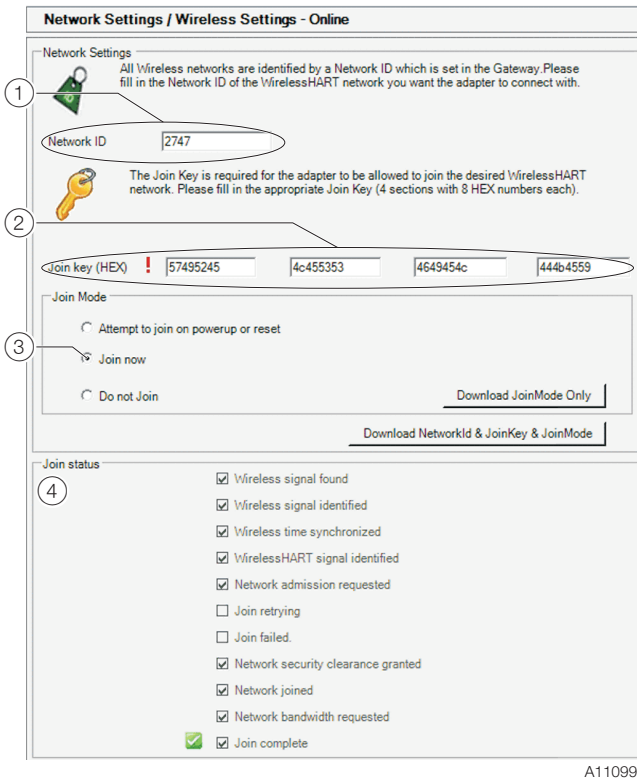 Network Settings / Wireless Settings - Online
Network Settings
All Wireless networks are identified by a Network ID which is set in the Gateway.Please
fill in the Network ID of the WirelessHART network you want the adapter to connect with.
1
Network ID 2747
The Join Key is required for the adapter to be allowed to join the desired WirelessHART
network. Please fill in the appropriate Join Key (4 sections with 8 HEX numbers each).
2
Join key (HEX) ! 57495245 4c455353 4649454c 444b4559
Join Mode
Attempt to join on powerup or reset
3
Join now
Do not Join Download JoinMode Only
Download NetworkId & JoinKey & JoinMode
Join status
4
Wireless signal found
Wireless signal identified
Wireless time synchronized
WirelessHART signal identified
Network admission requested
Join retrying
Join failed.
Network security clearance granted
Network joined
Network bandwidth requested
Join complete
A11099